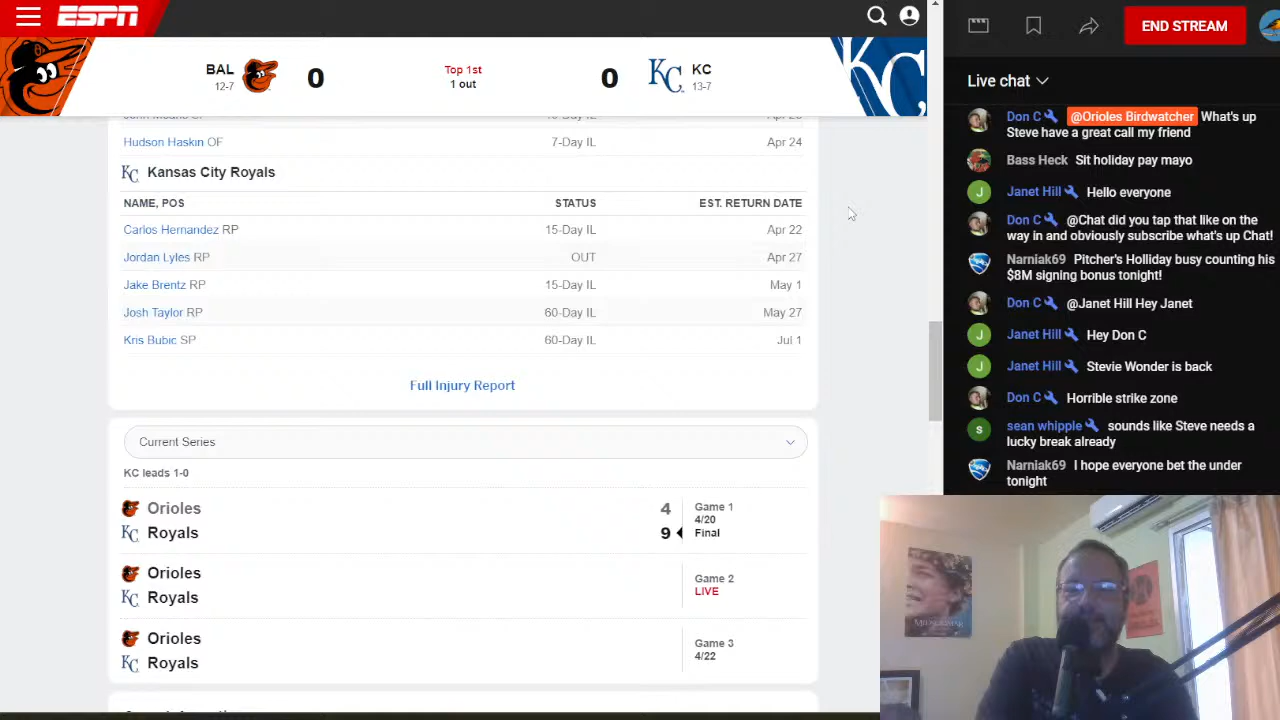 ESPN
END STREAM
BAL
12-7
0
Top 1st
1 out
0
KC
13-7
Live chat
Don C @Orioles Birdwatcher What's up
Steve have a great call my friend
Hudson Haskin OF 7-Day IL Apr 24
Bass Heck Sit holiday pay mayo
Kansas City Royals
Janet Hill Hello everyone
NAME, POS STATUS EST. RETURN DATE
Don C @Chat did you tap that like on the
way in and obviously subscribe what's up Chat!
Carlos Hernandez RP 15-Day IL Apr 22
Jordan Lyles RP OUT Apr 27
Narniak69 Pitcher's Holliday busy counting his
$8M signing bonus tonight!
Jake Brentz RP 15-Day IL May 1
Don C @Janet Hill Hey Janet
Josh Taylor RP 60-Day IL May 27
Janet Hill Hey Don C
Kris Bubic SP 60-Day IL Jul 1
Janet Hill Stevie Wonder is back
Full Injury Report
Don C Horrible strike zone
sean whipple sounds like Steve needs a
lucky break already
Current Series
Narniak69 I hope everyone bet the under
tonight
KC leads 1-0
Orioles 4
Royals 9
Game 1
4/20
Final
Orioles
Royals
Game 2
LIVE
Orioles
Royals
Game 3
4/22
MIDSOMMAR